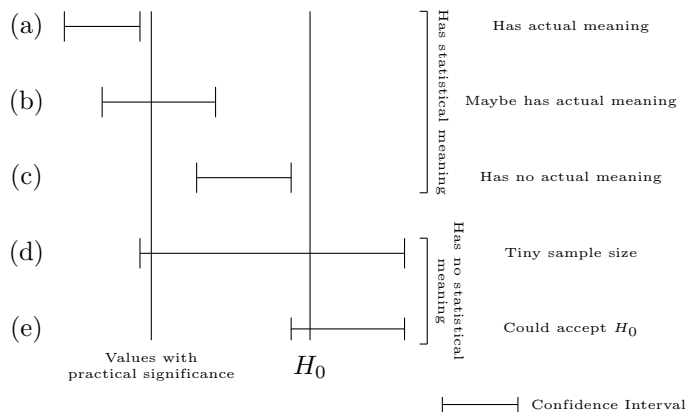 (a)
Has actual meaning
(b)
Maybe has actual meaning
(c)
Has no actual meaning
Has statistical meaning
(d)
Tiny sample size
(e)
Could accept H₀
Has no statistical
meaning
Values with
practical significance
H₀
Confidence Interval